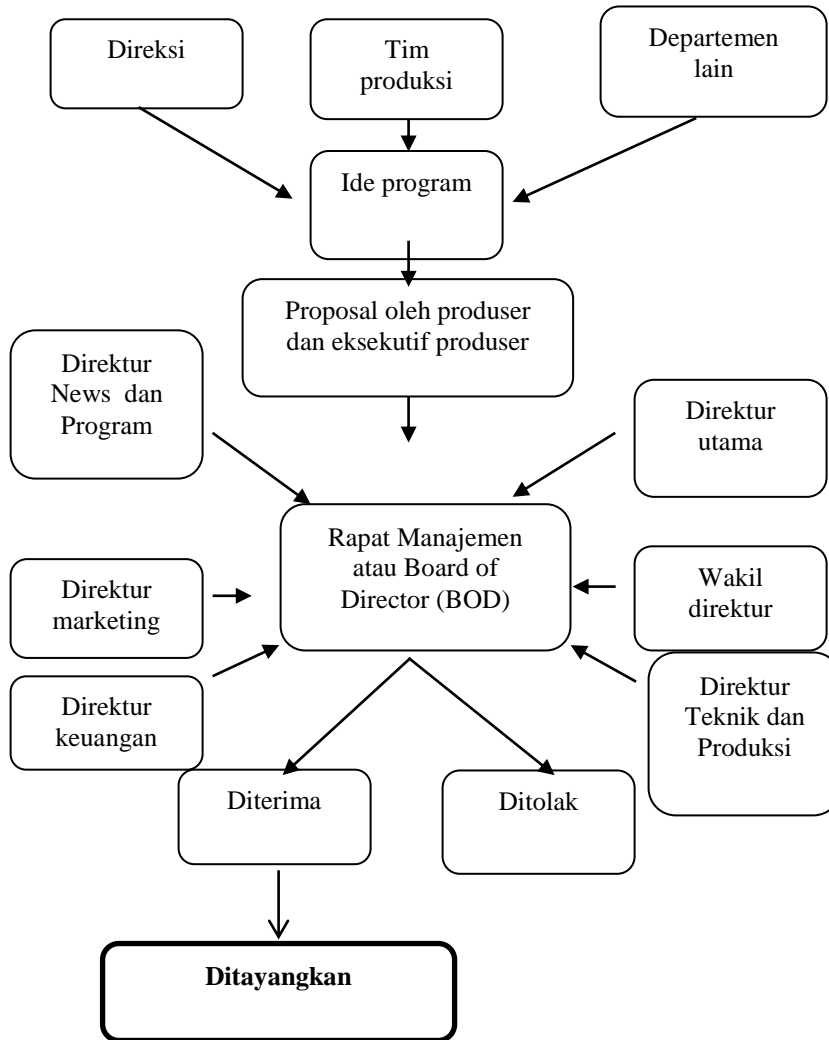 Direksi
Tim
produksi
Departemen
lain
Ide program
Proposal oleh produser
dan eksekutif produser
Direktur
News  dan
Program
Direktur
utama
Rapat Manajemen
atau Board of
Director (BOD)
Direktur
marketing
Wakil
direktur
Direktur
keuangan
Direktur
Teknik dan
Produksi
Diterima
Ditolak
Ditayangkan